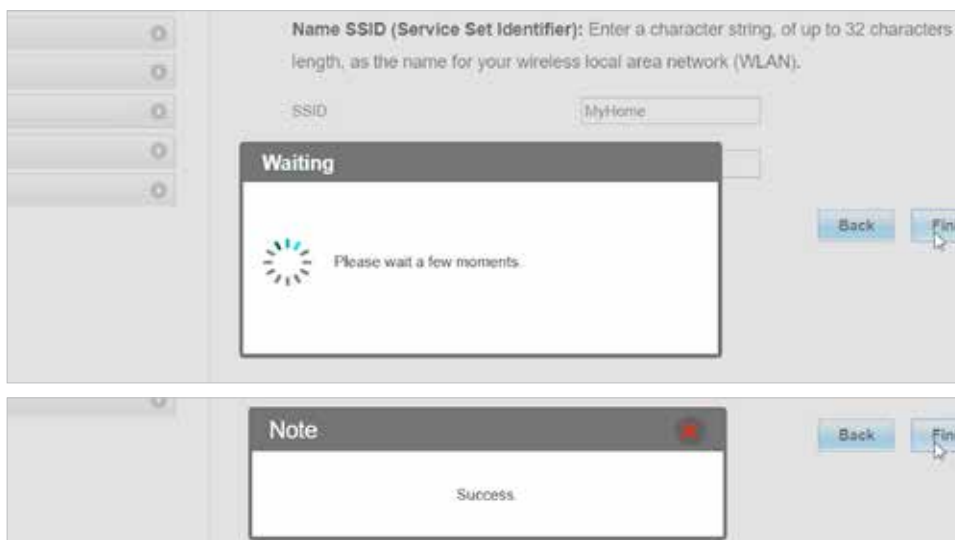 Name SSID (Service Set Identifier): Enter a character string, of up to 32 characters
length, as the name for your wireless local area network (WLAN).
SSID MyHome
Waiting
Back
Please wait a few moments.
Note
Back
Success.